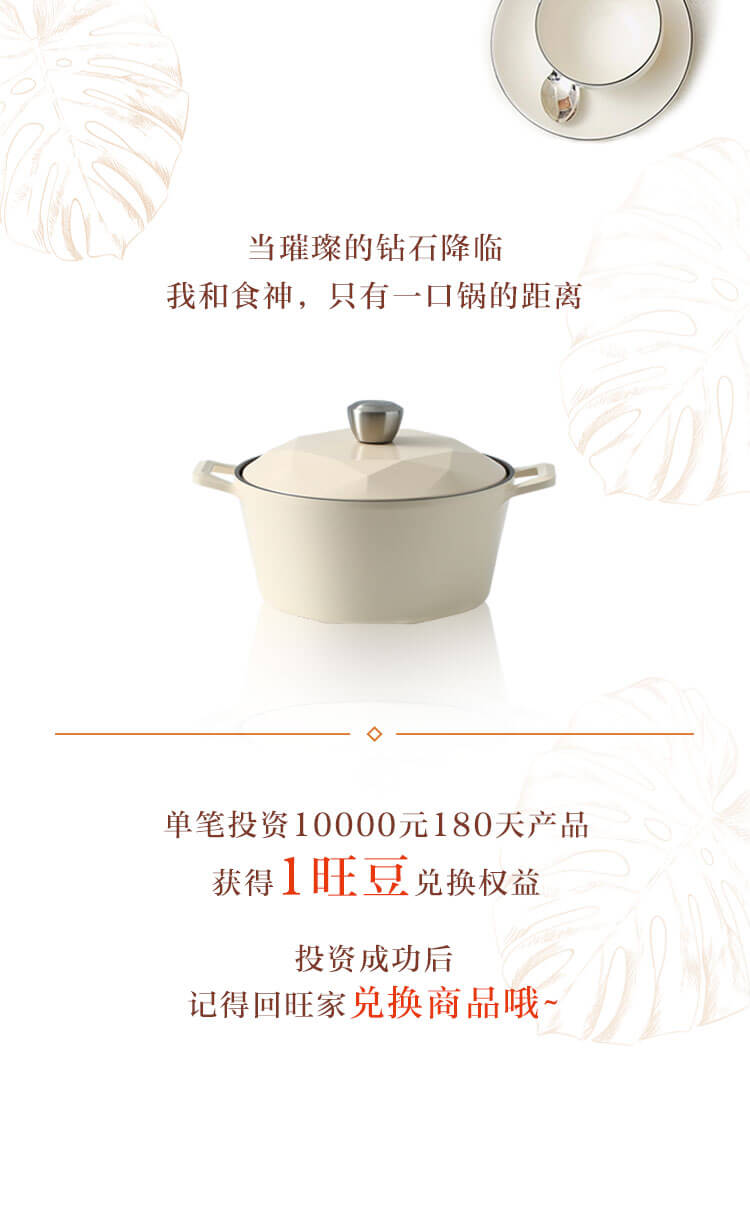 当璀璨的钻石降临
我和食神，只有一口锅的距离
单笔投资10000元180天产品
获得1旺豆兑换权益
投资成功后
记得回旺家兑换商品哦~